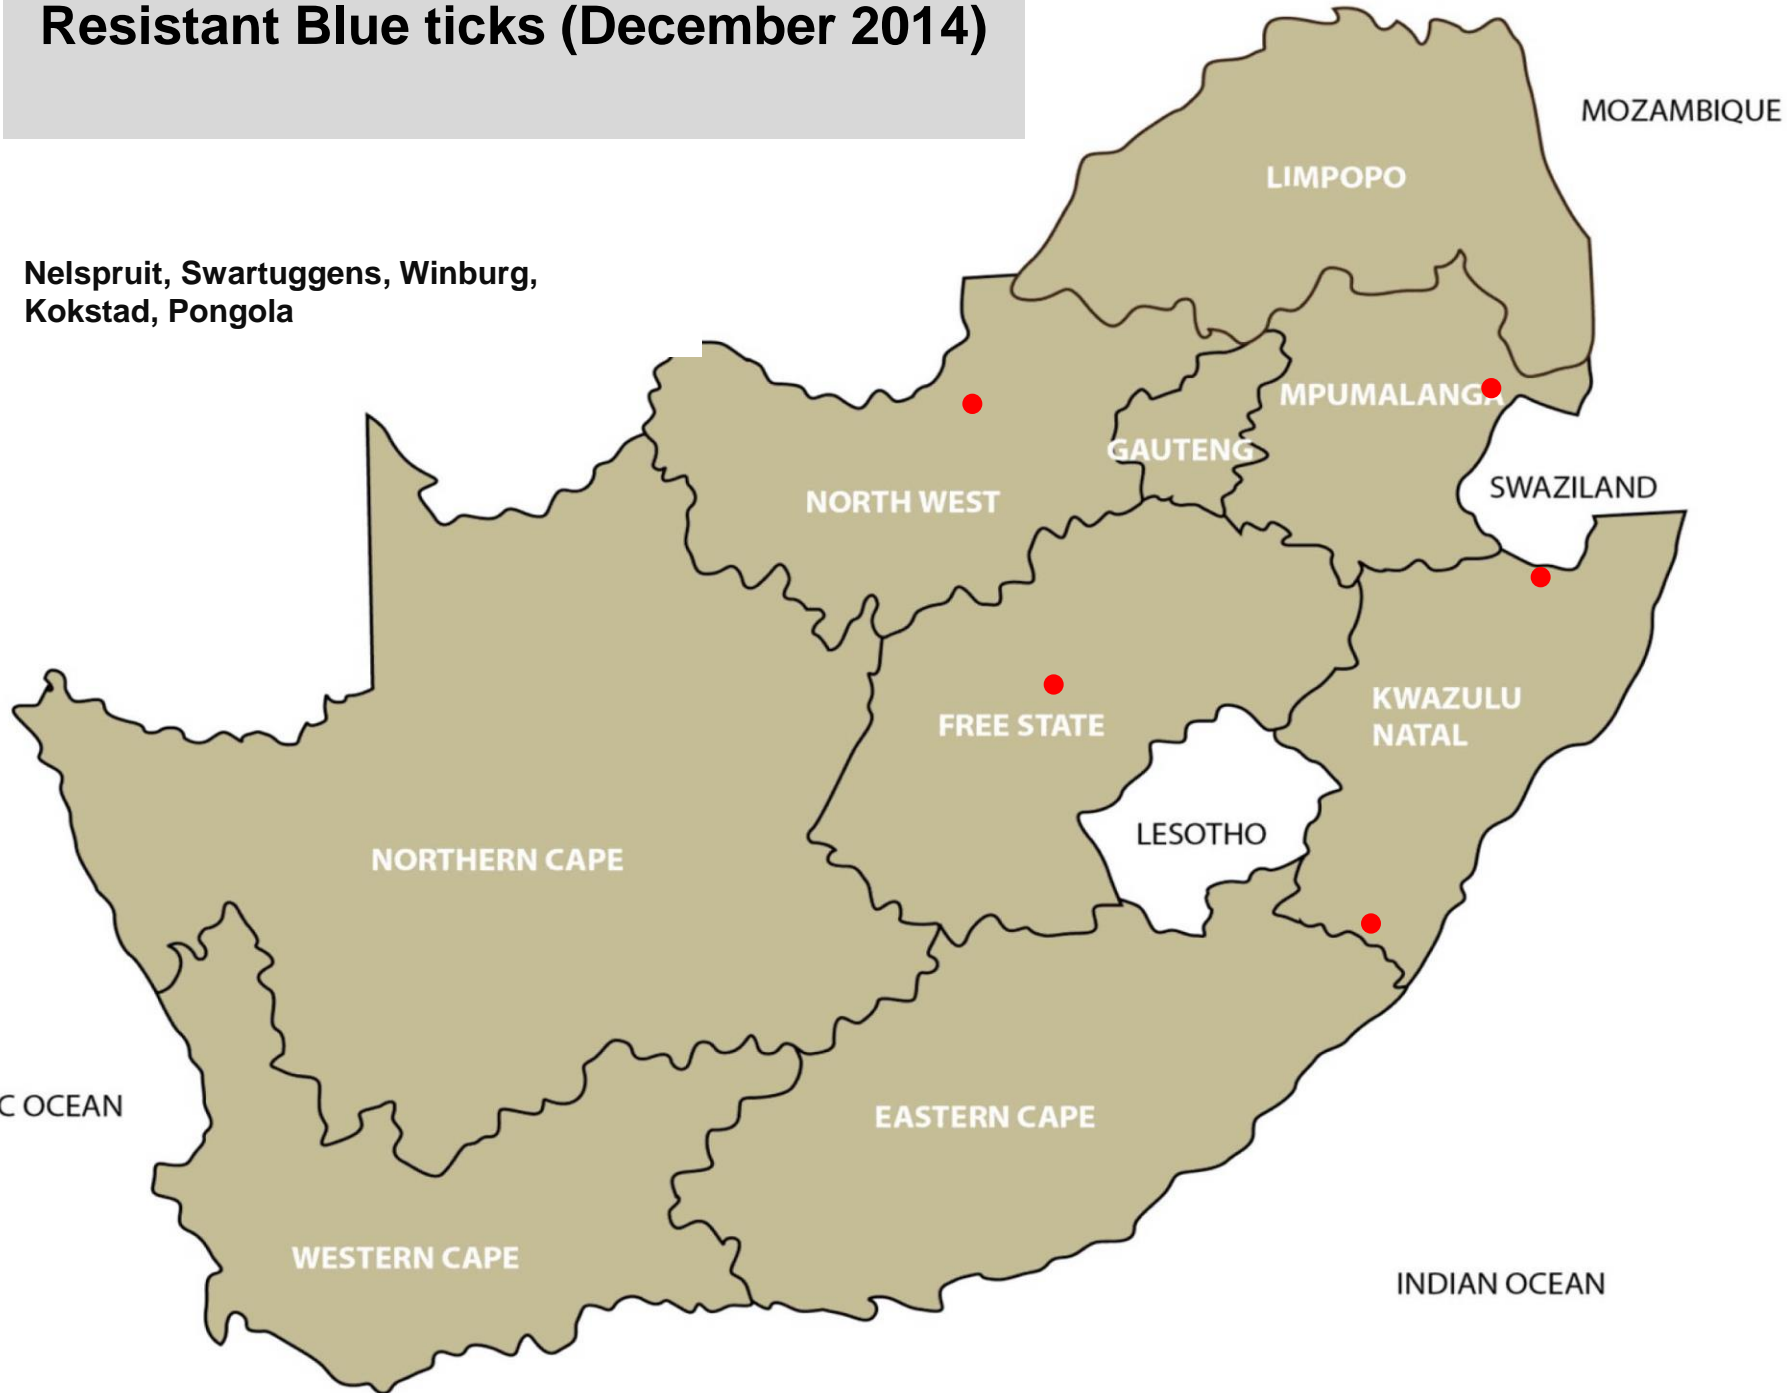 Resistant Blue ticks (December 2014)
MOZAMBIQUE
LIMPOPO
Nelspruit, Swartuggens, Winburg,
Kokstad, Pongola
MPUMALANGA
GAUTENG
SWAZILAND
NORTH WEST
KWAZULU
NATAL
FREE STATE
LESOTHO
NORTHERN CAPE
C OCEAN
EASTERN CAPE
WESTERN CAPE
INDIAN OCEAN